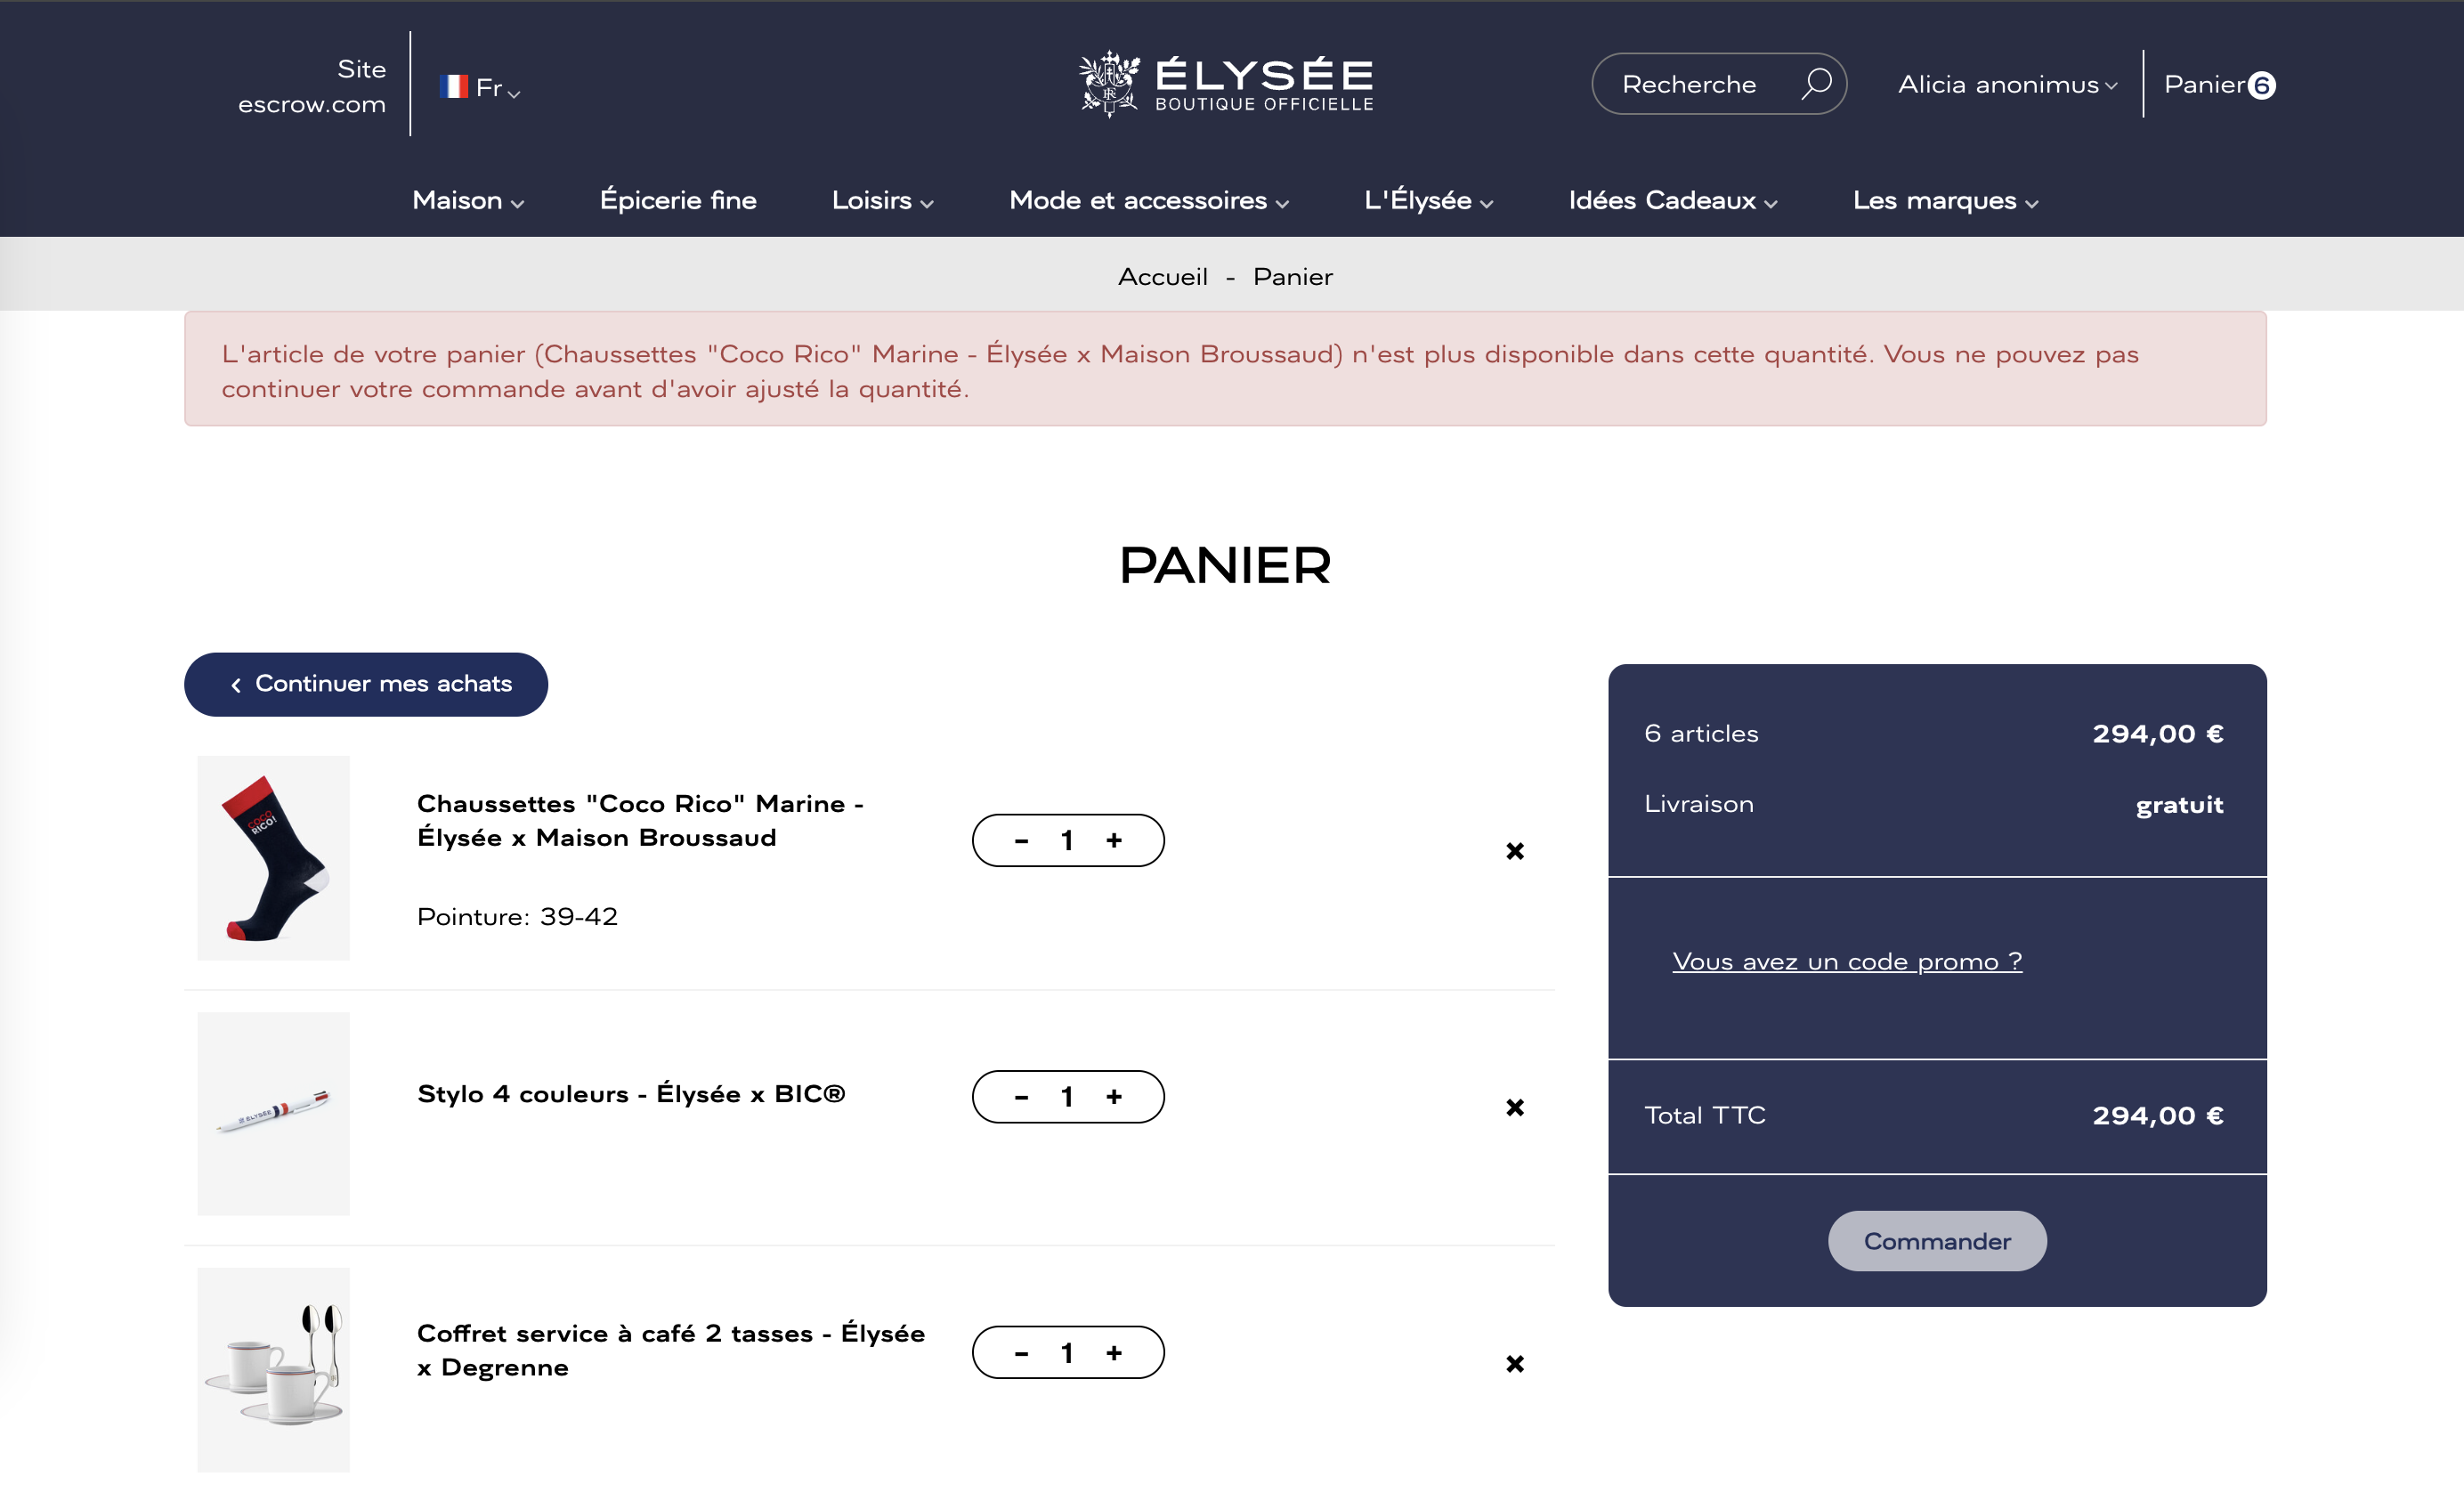 Site
escrow.com
Fr
ÉLYSÉE
BOUTIQUE OFFICIELLE
Recherche
Alicia anonimus
Panier 6
Maison
Épicerie fine
Loisirs
Mode et accessoires
L'Élysée
Idées Cadeaux
Les marques
Accueil - Panier
L'article de votre panier (Chaussettes "Coco Rico" Marine - Élysée x Maison Broussaud) n'est plus disponible dans cette quantité. Vous ne pouvez pas
continuer votre commande avant d'avoir ajusté la quantité.
PANIER
Continuer mes achats
COCO
RICO!
Chaussettes "Coco Rico" Marine -
Élysée x Maison Broussaud
Pointure: 39-42
- 1 +
ÉLYSÉE
Stylo 4 couleurs - Élysée x BIC®
- 1 +
Coffret service à café 2 tasses - Élysée
x Degrenne
- 1 +
6 articles 294,00 €
Livraison gratuit
Vous avez un code promo ?
Total TTC 294,00 €
Commander